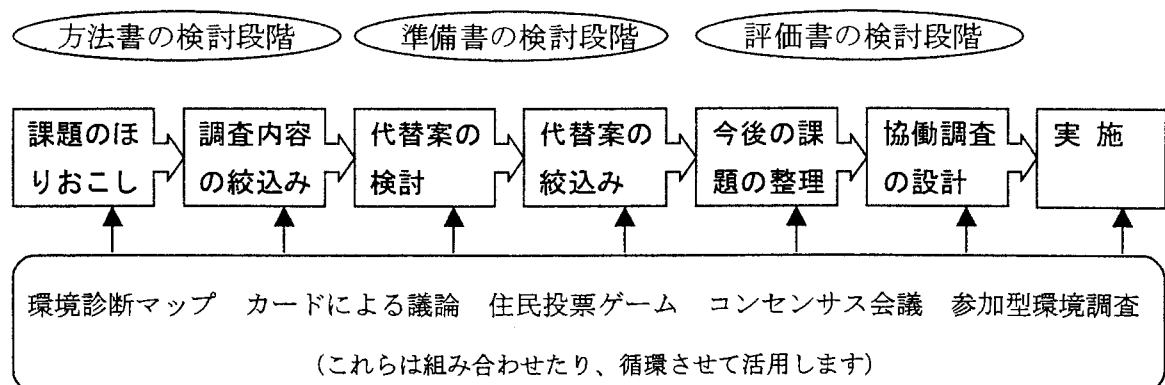 方法書の検討段階 準備書の検討段階 評価書の検討段階
課題のほ
りおこし
調査内容
の絞込み
代替案の
検討
代替案の
絞込み
今後の課
題の整理
協働調査
の設計
実 施
環境診断マップ カードによる議論 住民投票ゲーム コンセンサス会議 参加型環境調査
(これらは組み合わせたり、循環させて活用します)